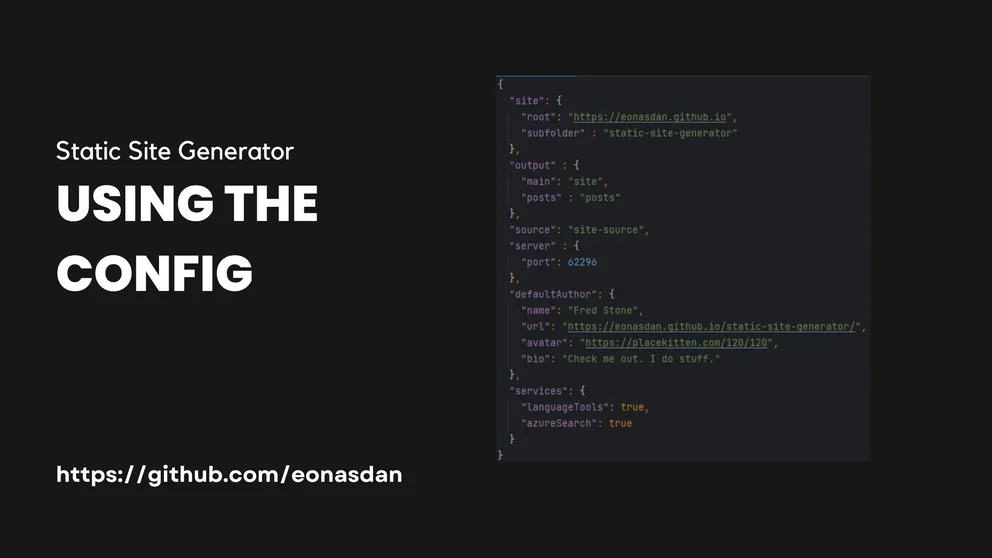 Static Site Generator
USING THE
CONFIG
https://github.com/eonasdan
{
"site": {
"root": "https://eonasdan.github.io",
"subfolder" : "static-site-generator"
},
"output" : {
"main": "site",
"posts" : "posts"
},
"source": "site-source",
"server" : {
"port": 62296
},
"defaultAuthor": {
"name": "Fred Stone",
"url": "https://eonasdan.github.io/static-site-generator/",
"avatar": "https://placekitten.com/120/120",
"bio": "Check me out. I do stuff."
},
"services": {
"languageTools": true,
"azureSearch": true
}
}